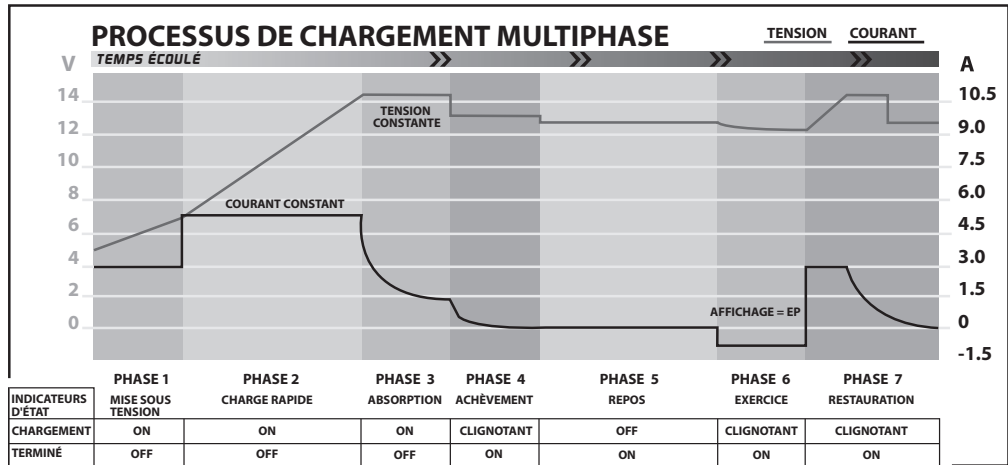 PROCESSUS DE CHARGEMENT MULTIPHASE
TENSION COURANT
V TEMPS ÉCOULÉ A
14 10.5
TENSION
CONSTANTE
12 9.0
10 7.5
8 6.0
COURANT CONSTANT
6 4.5
4 3.0
2 1.5
AFFICHAGE = EP
0 0
-1.5
PHASE 1 PHASE 2 PHASE 3 PHASE 4 PHASE 5 PHASE 6 PHASE 7
INDICATEURS D'ÉTAT MISE SOUS TENSION CHARGE RAPIDE ABSORPTION ACHÈVEMENT REPOS EXERCICE RESTAURATION
CHARGEMENT ON ON ON CLIGNOTANT OFF CLIGNOTANT CLIGNOTANT
TERMINÉ OFF OFF OFF ON ON ON ON